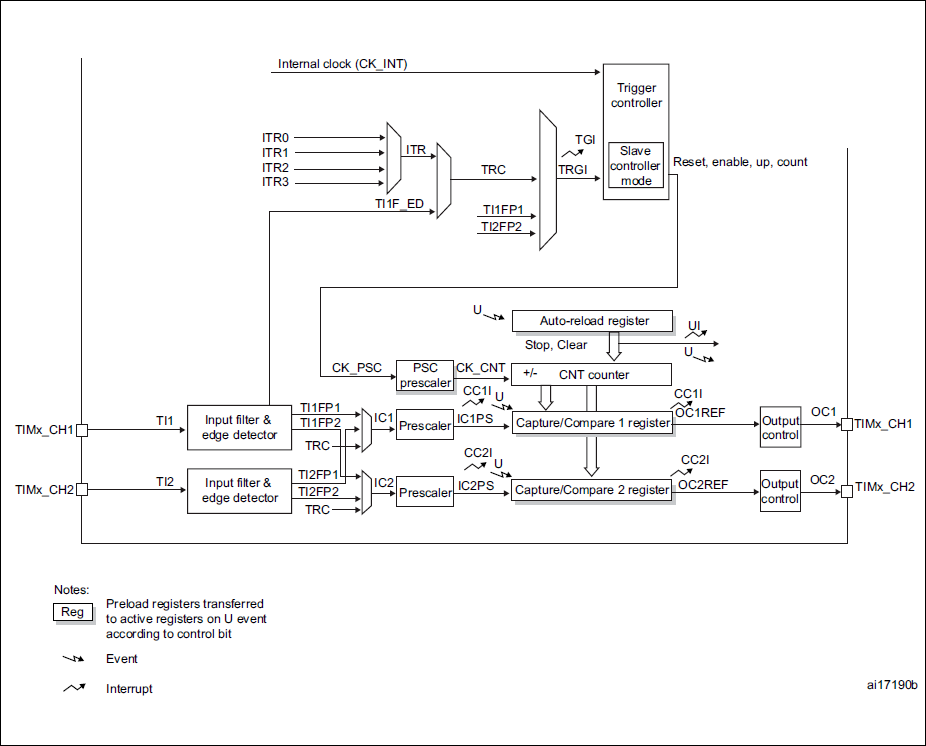 Internal clock (CK_INT)
Trigger
controller
TGI
ITR0
ITR1
ITR2
ITR3
ITR
TRC
TRGI
Slave
controller
mode
Reset, enable, up, count
TI1F_ED
TI1FP1
TI2FP2
U
Auto-reload register
UI
Stop, Clear
U
CK_PSC
PSC
prescaler
CK_CNT
+/-
CNT counter
CC1I
U
CC1I
TI1FP1
TI1FP2
TIMx_CH1
TI1
Input filter &
edge detector
TRC
IC1
Prescaler
IC1PS
Capture/Compare 1 register
OC1REF
Output
control
OC1
TIMx_CH1
CC2I
U
CC2I
TI2FP1
TI2FP2
TIMx_CH2
TI2
Input filter &
edge detector
TRC
IC2
Prescaler
IC2PS
Capture/Compare 2 register
OC2REF
Output
control
OC2
TIMx_CH2
Notes:
Reg
Preload registers transferred
to active registers on U event
according to control bit
Event
Interrupt
ai17190b